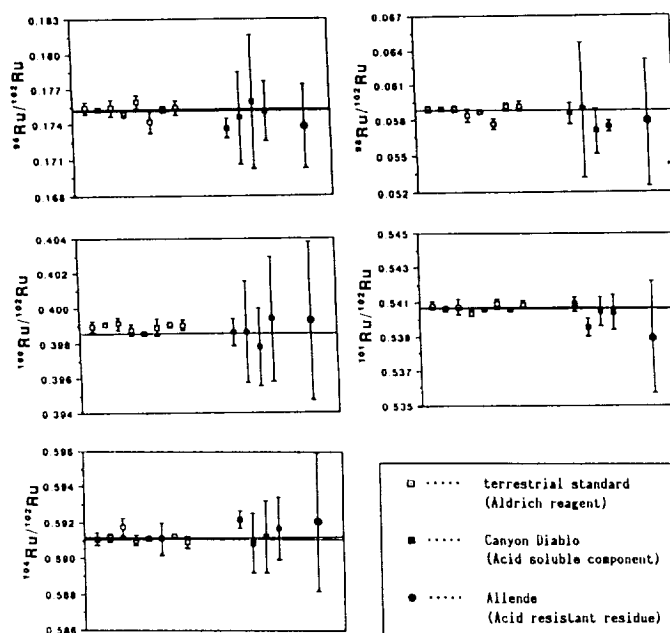 0.183
0.180
0.177
0.174
0.171
0.168
⁹⁶Ru/¹⁰²Ru
0.067
0.064
0.061
0.058
0.055
0.052
⁹⁸Ru/¹⁰²Ru
0.404
0.402
0.400
0.398
0.396
0.394
¹⁰⁰Ru/¹⁰²Ru
0.545
0.543
0.541
0.539
0.537
0.535
¹⁰¹Ru/¹⁰²Ru
0.596
0.594
0.592
0.590
0.588
0.586
¹⁰⁴Ru/¹⁰²Ru
terrestrial standard
(Aldrich reagent)
Canyon Diablo
(Acid soluble component)
Allende
(Acid resistant residue)